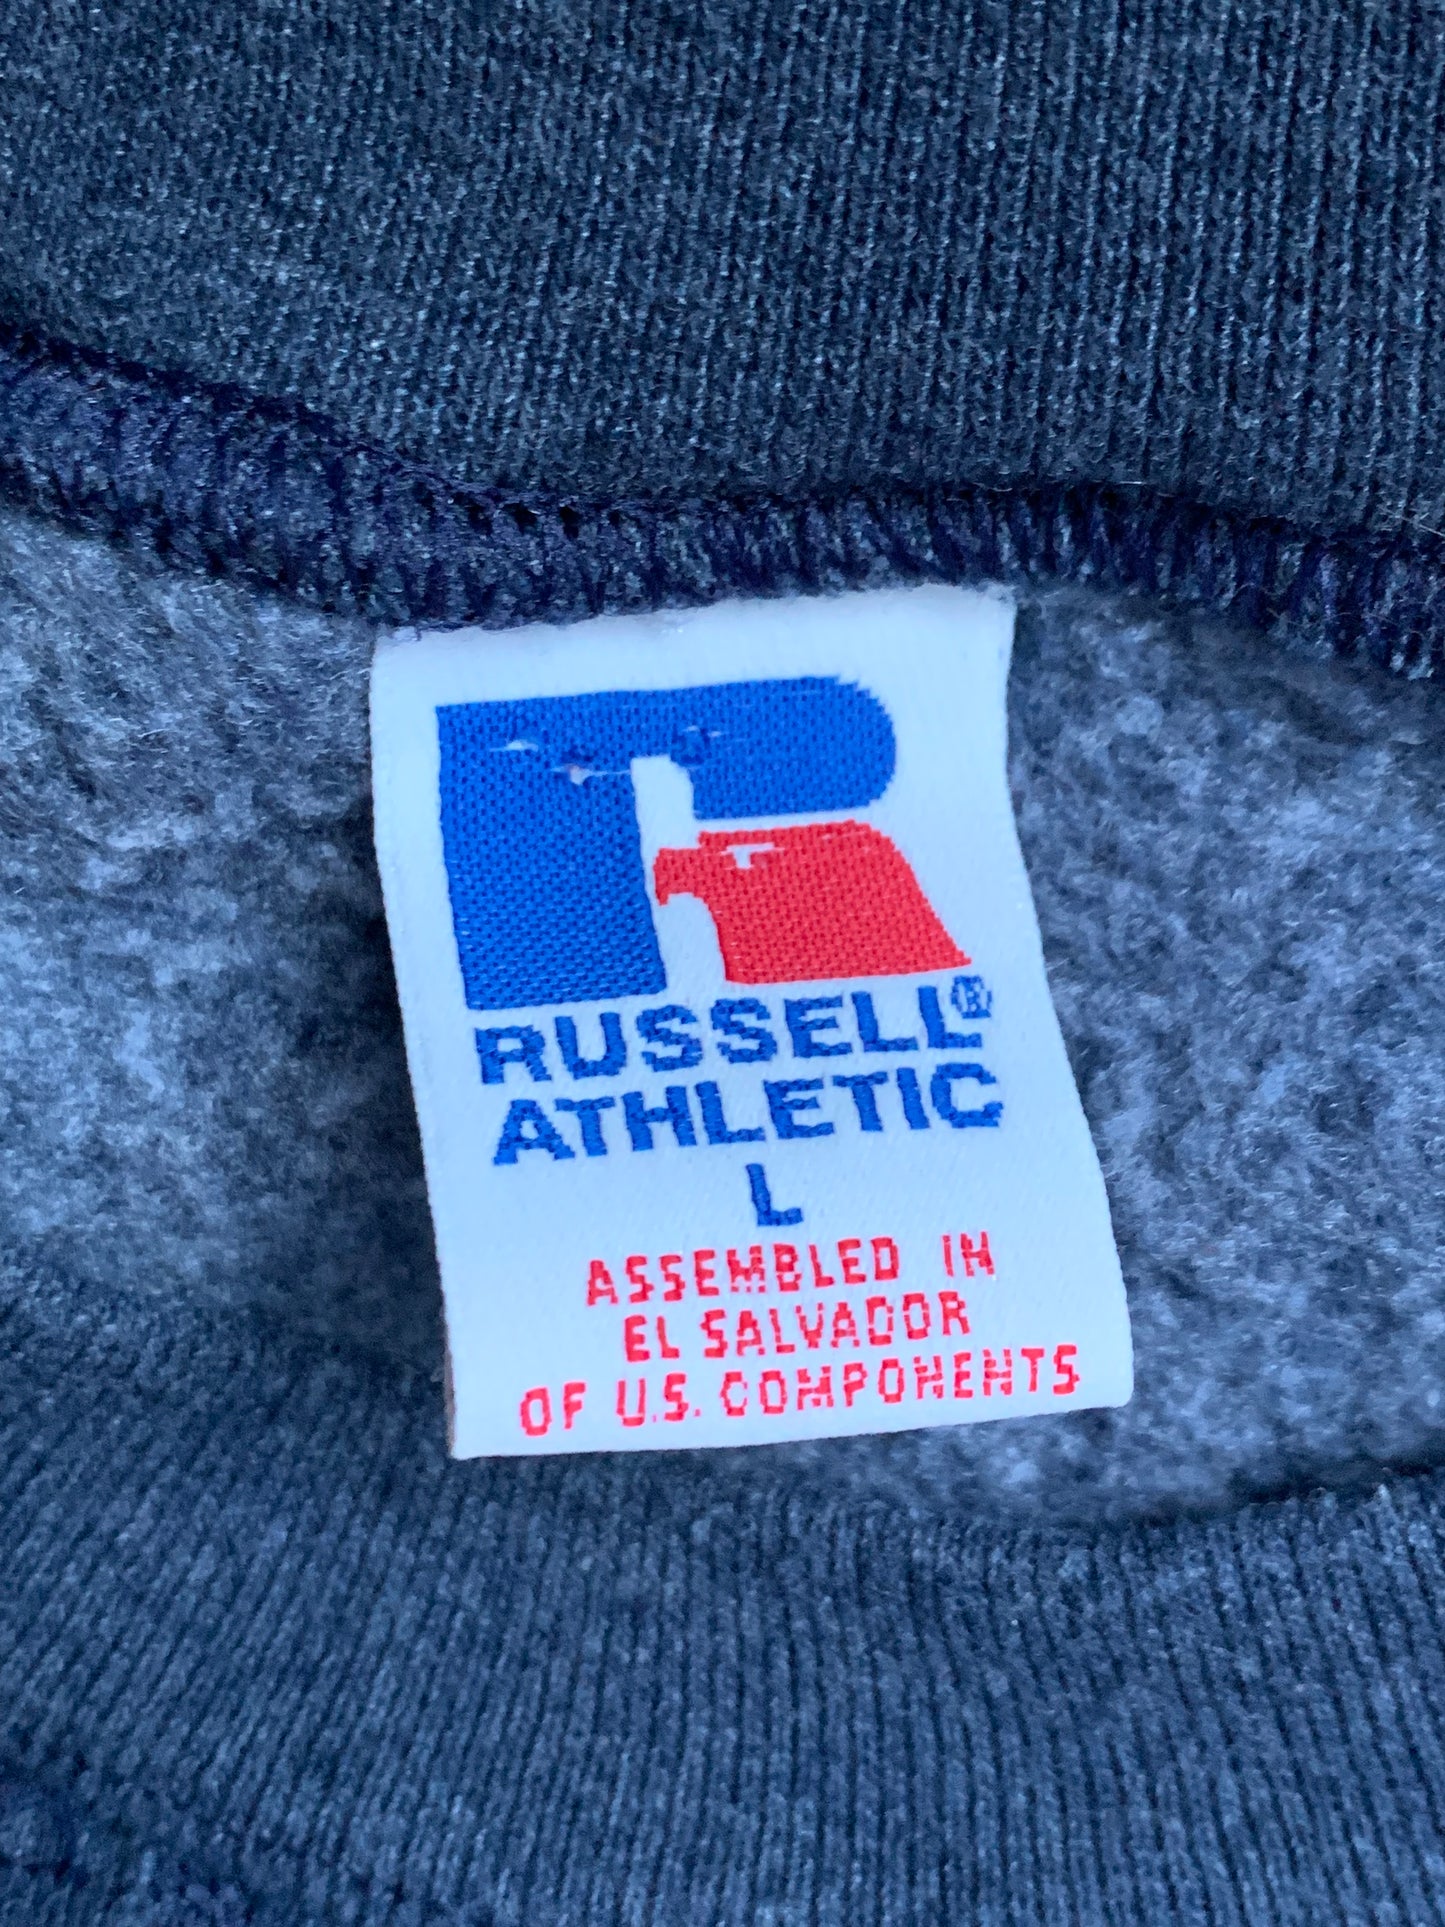 RUSSELL®
ATHLETIC
L
ASSEMBLED IN
EL SALVADOR
OF U.S. COMPONENTS